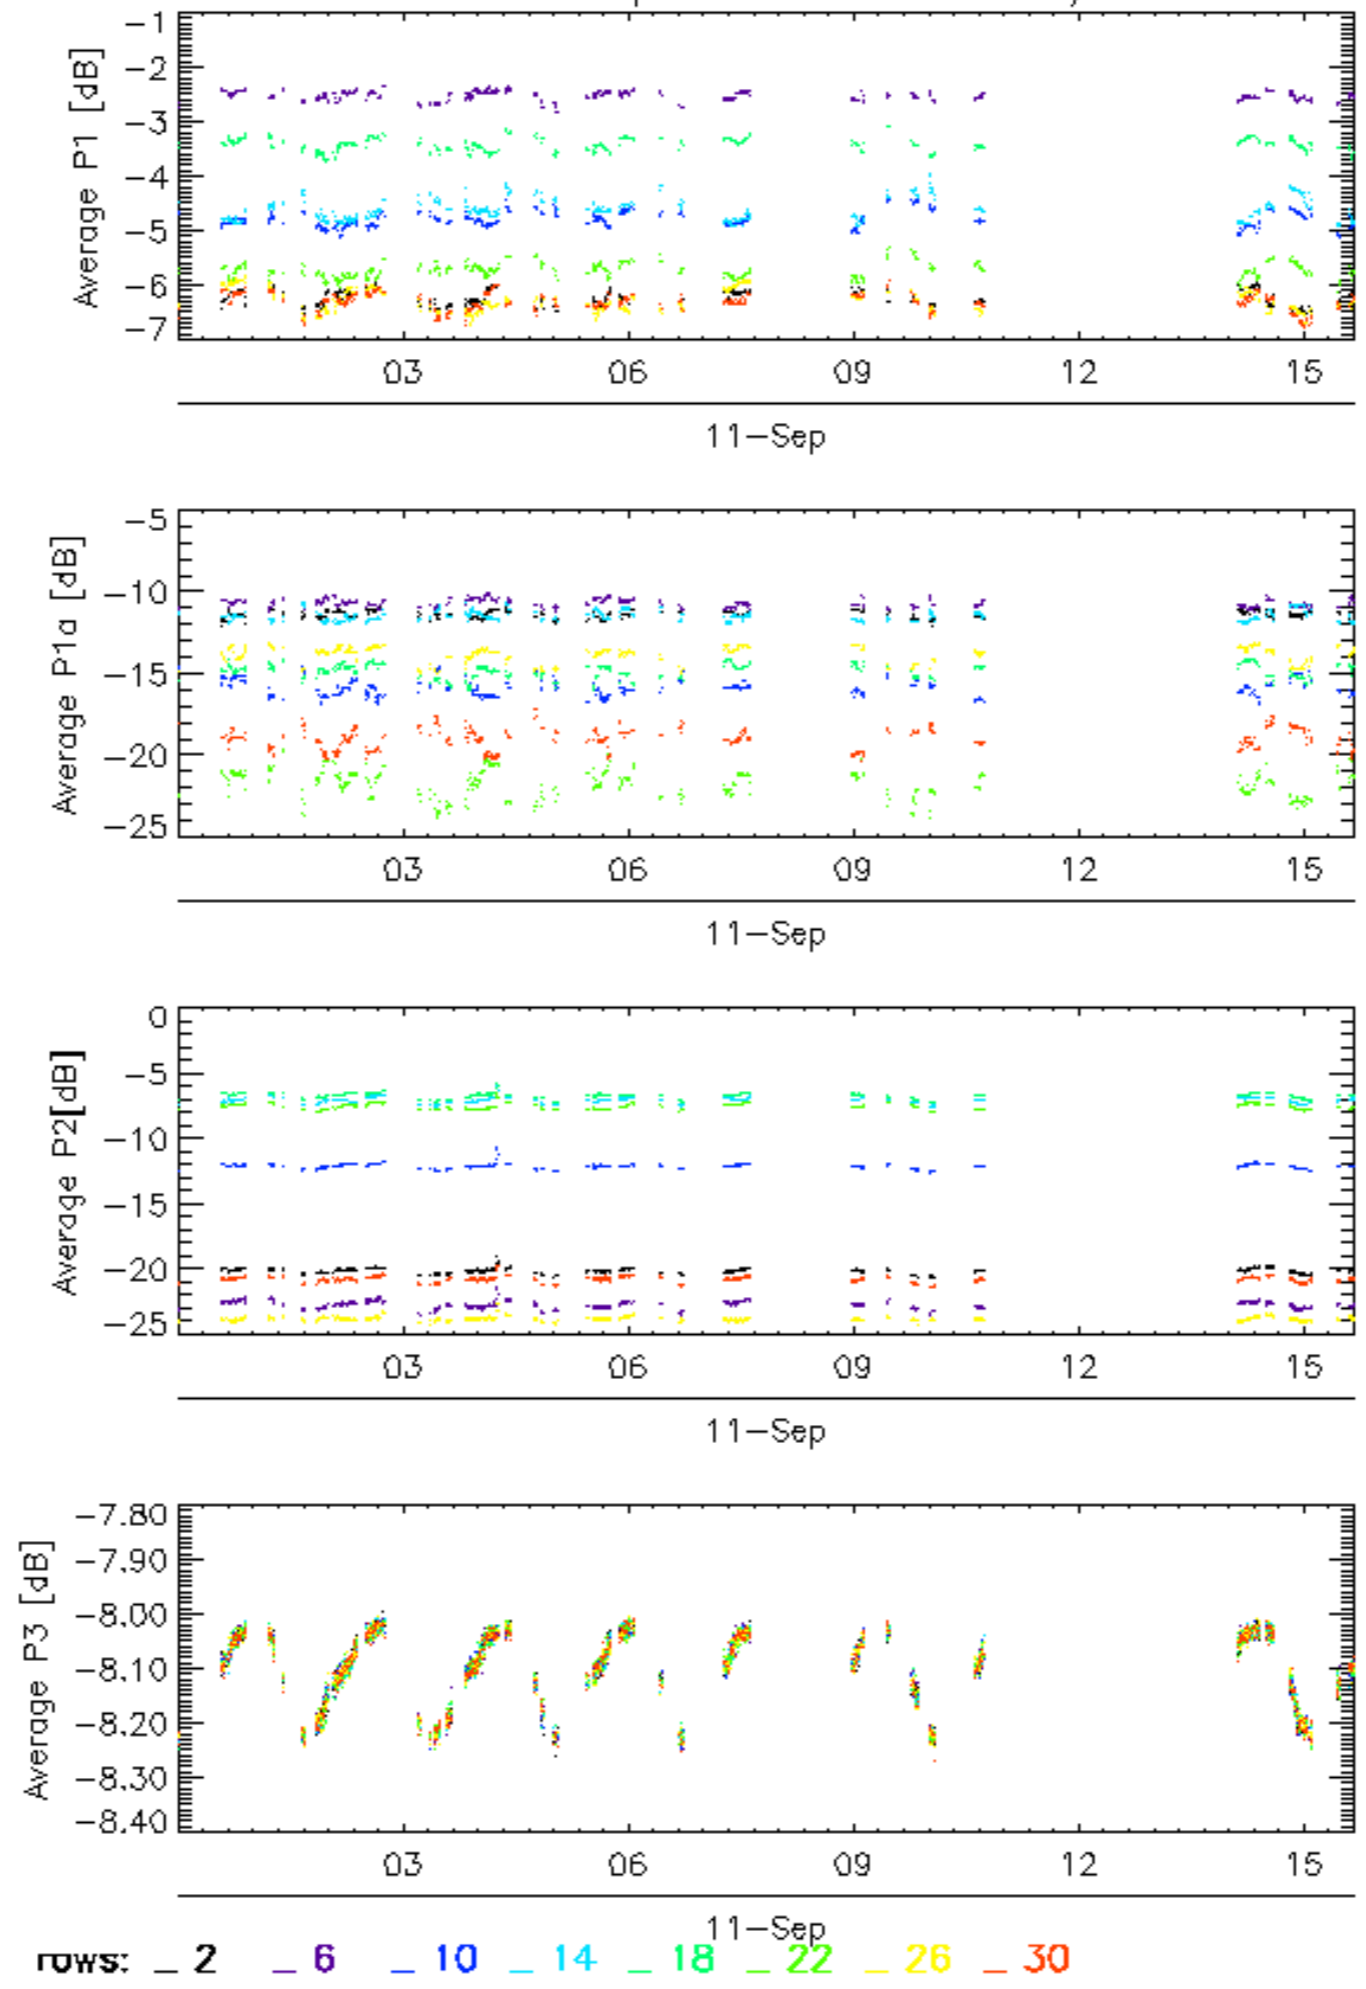 Average P1 [dB]
−1
−2
−3
−4
−5
−6
−7
03 06 09 12 15
11−Sep
Average P1a [dB]
−5
−10
−15
−20
−25
03 06 09 12 15
11−Sep
Average P2[dB]
0
−5
−10
−15
−20
−25
03 06 09 12 15
11−Sep
Average P3 [dB]
−7.80
−7.90
−8.00
−8.10
−8.20
−8.30
−8.40
03 06 09 12 15
11−Sep
rows: _ 2 _ 6 _ 10 _ 14 _ 18 _ 22 _ 26 _ 30